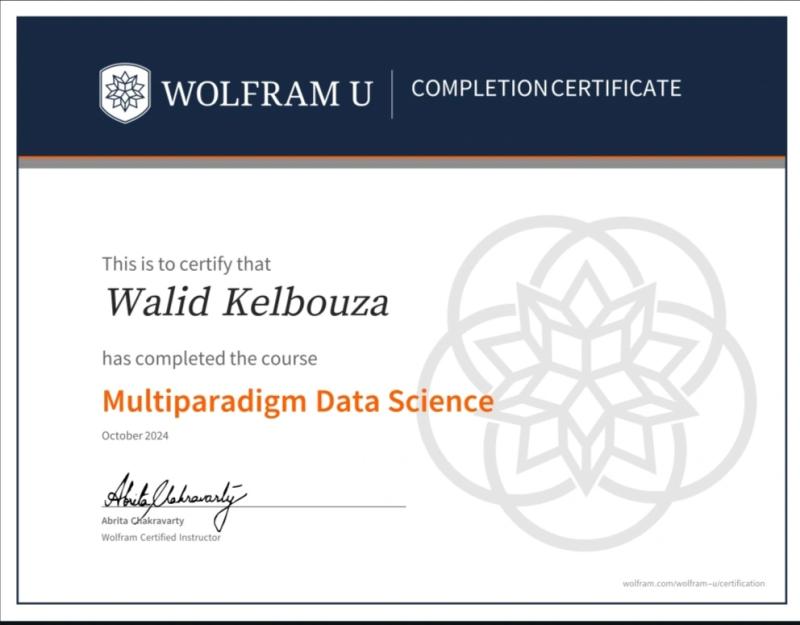 WOLFRAM U
COMPLETION CERTIFICATE
This is to certify that
Walid Kelbouza
has completed the course
Multiparadigm Data Science
October 2024
Abrita Chakravarty
Abrita Chakravarty
Wolfram Certified Instructor
wolfram.com/wolfram-u/certification